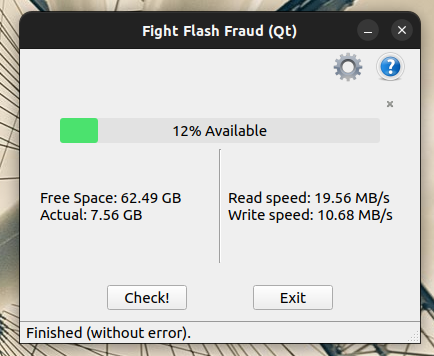 Fight Flash Fraud (Qt)
12% Available
Free Space: 62.49 GB
Actual: 7.56 GB
Read speed: 19.56 MB/s
Write speed: 10.68 MB/s
Check!
Exit
Finished (without error).